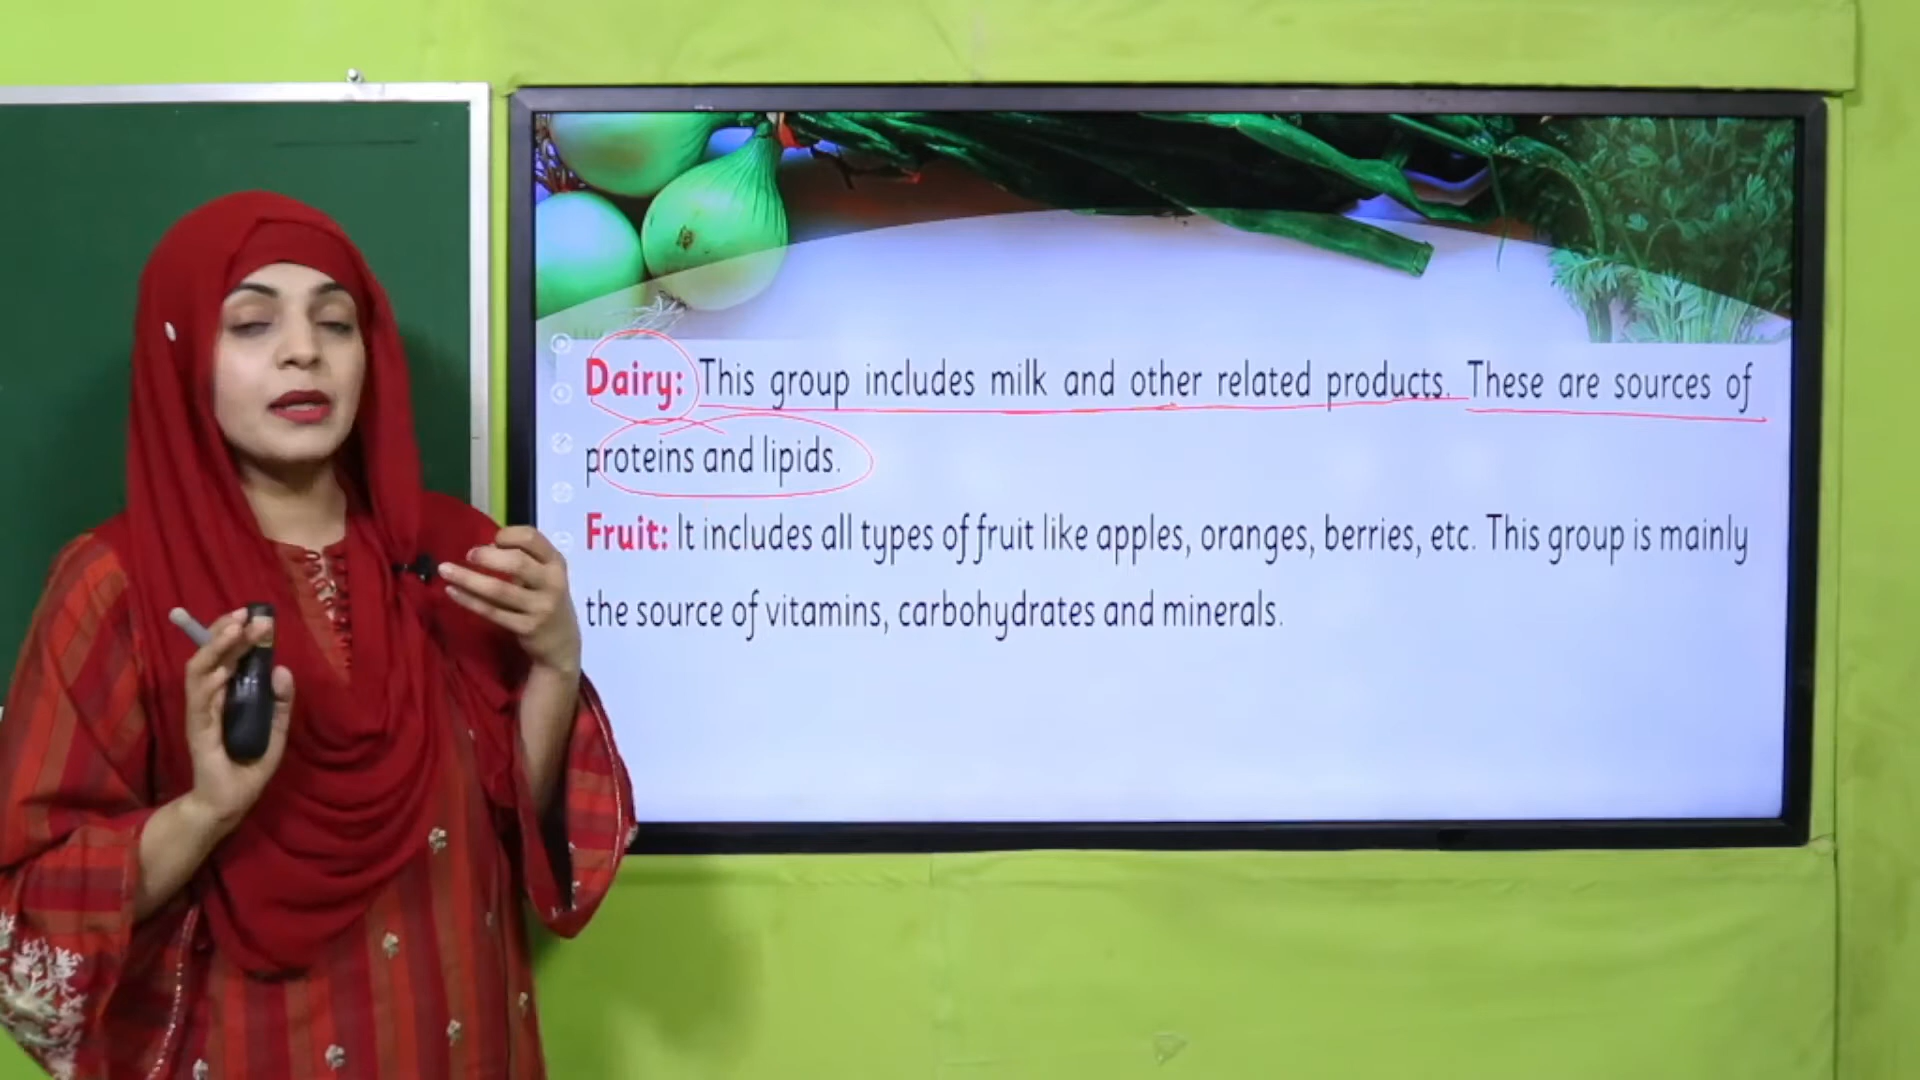 Dairy: This group includes milk and other related products. These are sources of
proteins and lipids.
Fruit: It includes all types of fruit like apples, oranges, berries, etc. This group is mainly
the source of vitamins, carbohydrates and minerals.